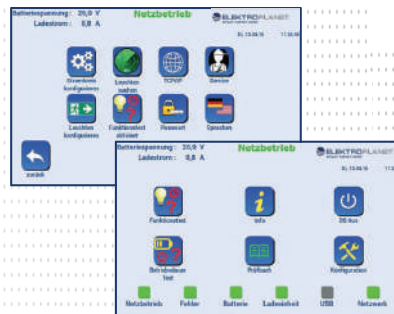 Batteriespannung : 26,9 V
Netzbetrieb
ELEKTROPLANET
Ladestrom : 0,8 A
Stromkreis konfigurieren
Leuchten suchen
TCP/IP
Service
Leuchten konfigurieren
Funktionstest aktiviert
Passwort
Sprachen
zurück
Batteriespannung : 26,9 V
Netzbetrieb
ELEKTROPLANET
Ladestrom : 0,8 A
Funktionstest
Info
DS Aus
Betriebsdauer Test
Prüfbuch
Konfiguration
Netzbetrieb
Fehler
Batterie
Ladeeinheit
USB
Netzwerk